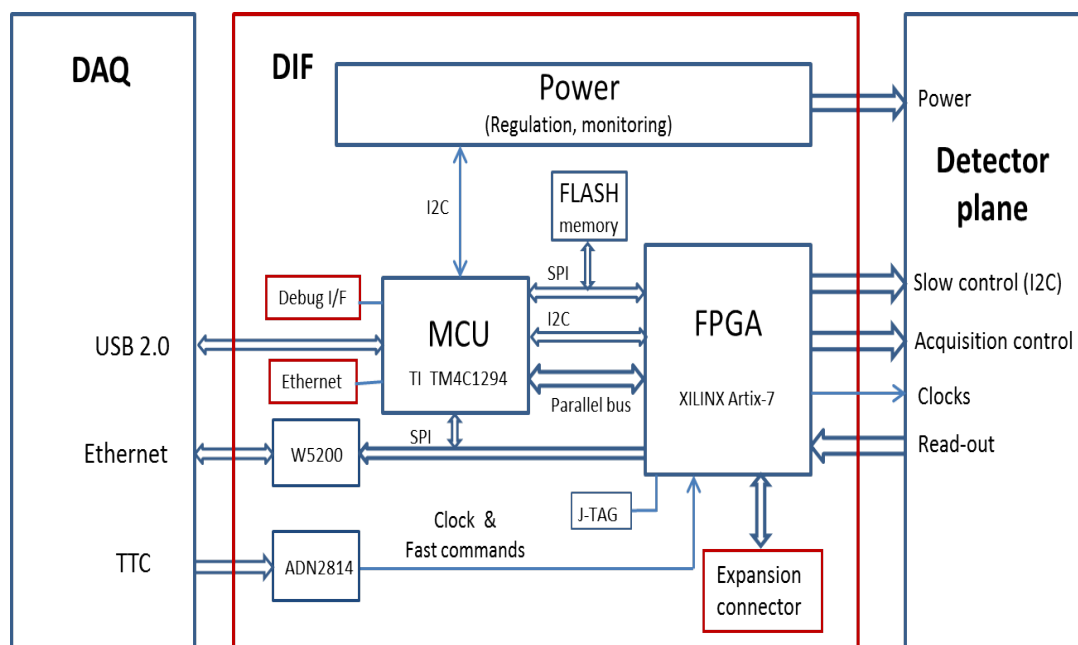 DAQ
USB 2.0
Ethernet
TTC
DIF
Power
(Regulation, monitoring)
I2C
FLASH
memory
SPI
I2C
Parallel bus
Debug I/F
Ethernet
MCU
TI TM4C1294
SPI
W5200
ADN2814
Clock &
Fast commands
FPGA
XILINX Artix-7
J-TAG
Expansion
connector
Power
Detector
plane
Slow control (I2C)
Acquisition control
Clocks
Read-out